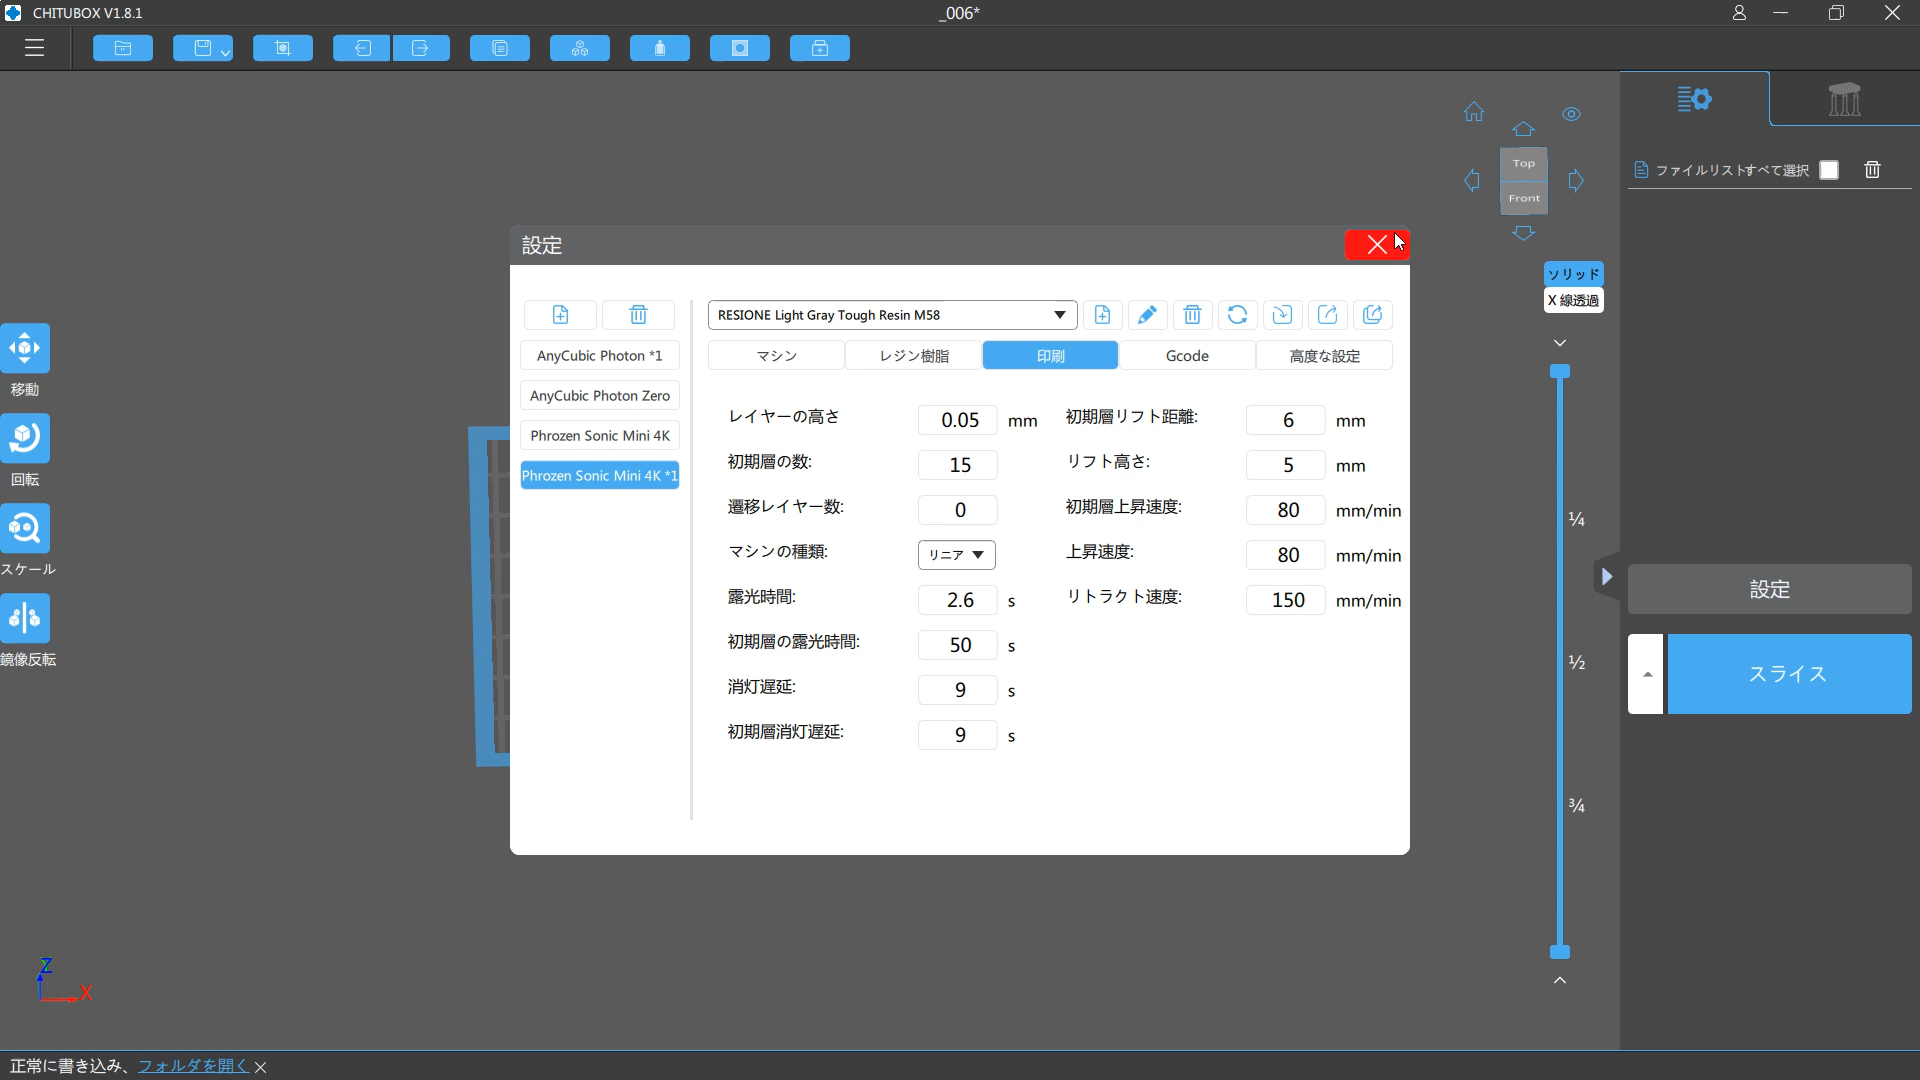 CHITUBOX V1.8.1
_006*
Top
Front
ファイルリスト すべて選択
ソリッド
X 線透過
移動
回転
スケール
鏡像反転
設定
AnyCubic Photon *1
AnyCubic Photon Zero
Phrozen Sonic Mini 4K
Phrozen Sonic Mini 4K *1
RESIONE Light Gray Tough Resin M58
マシン レジン樹脂 印刷 Gcode 高度な設定
レイヤーの高さ 0.05 mm 初期層リフト距離: 6 mm
初期層の数: 15 リフト高さ: 5 mm
遷移レイヤー数: 0 初期層上昇速度: 80 mm/min
マシンの種類: リニア 上昇速度: 80 mm/min
露光時間: 2.6 s リトラクト速度: 150 mm/min
初期層の露光時間: 50 s
消灯遅延: 9 s
初期層消灯遅延: 9 s
¼
½
¾
設定
スライス
Z
X
正常に書き込み、フォルダを開く